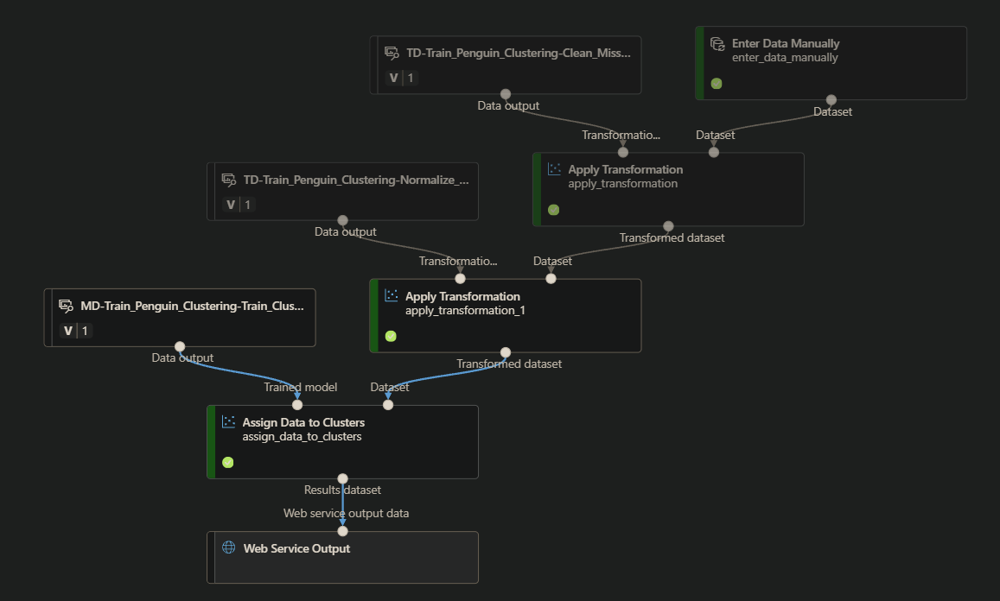 TD-Train_Penguin_Clustering-Clean_Miss...
V 1
Data output
Enter Data Manually
enter_data_manually
Dataset
Transformatio...
Dataset
Apply Transformation
apply_transformation
Transformed dataset
TD-Train_Penguin_Clustering-Normalize_...
V 1
Data output
Transformatio...
Dataset
Apply Transformation
apply_transformation_1
Transformed dataset
MD-Train_Penguin_Clustering-Train_Clus...
V 1
Data output
Trained model
Dataset
Assign Data to Clusters
assign_data_to_clusters
Results dataset
Web service output data
Web Service Output